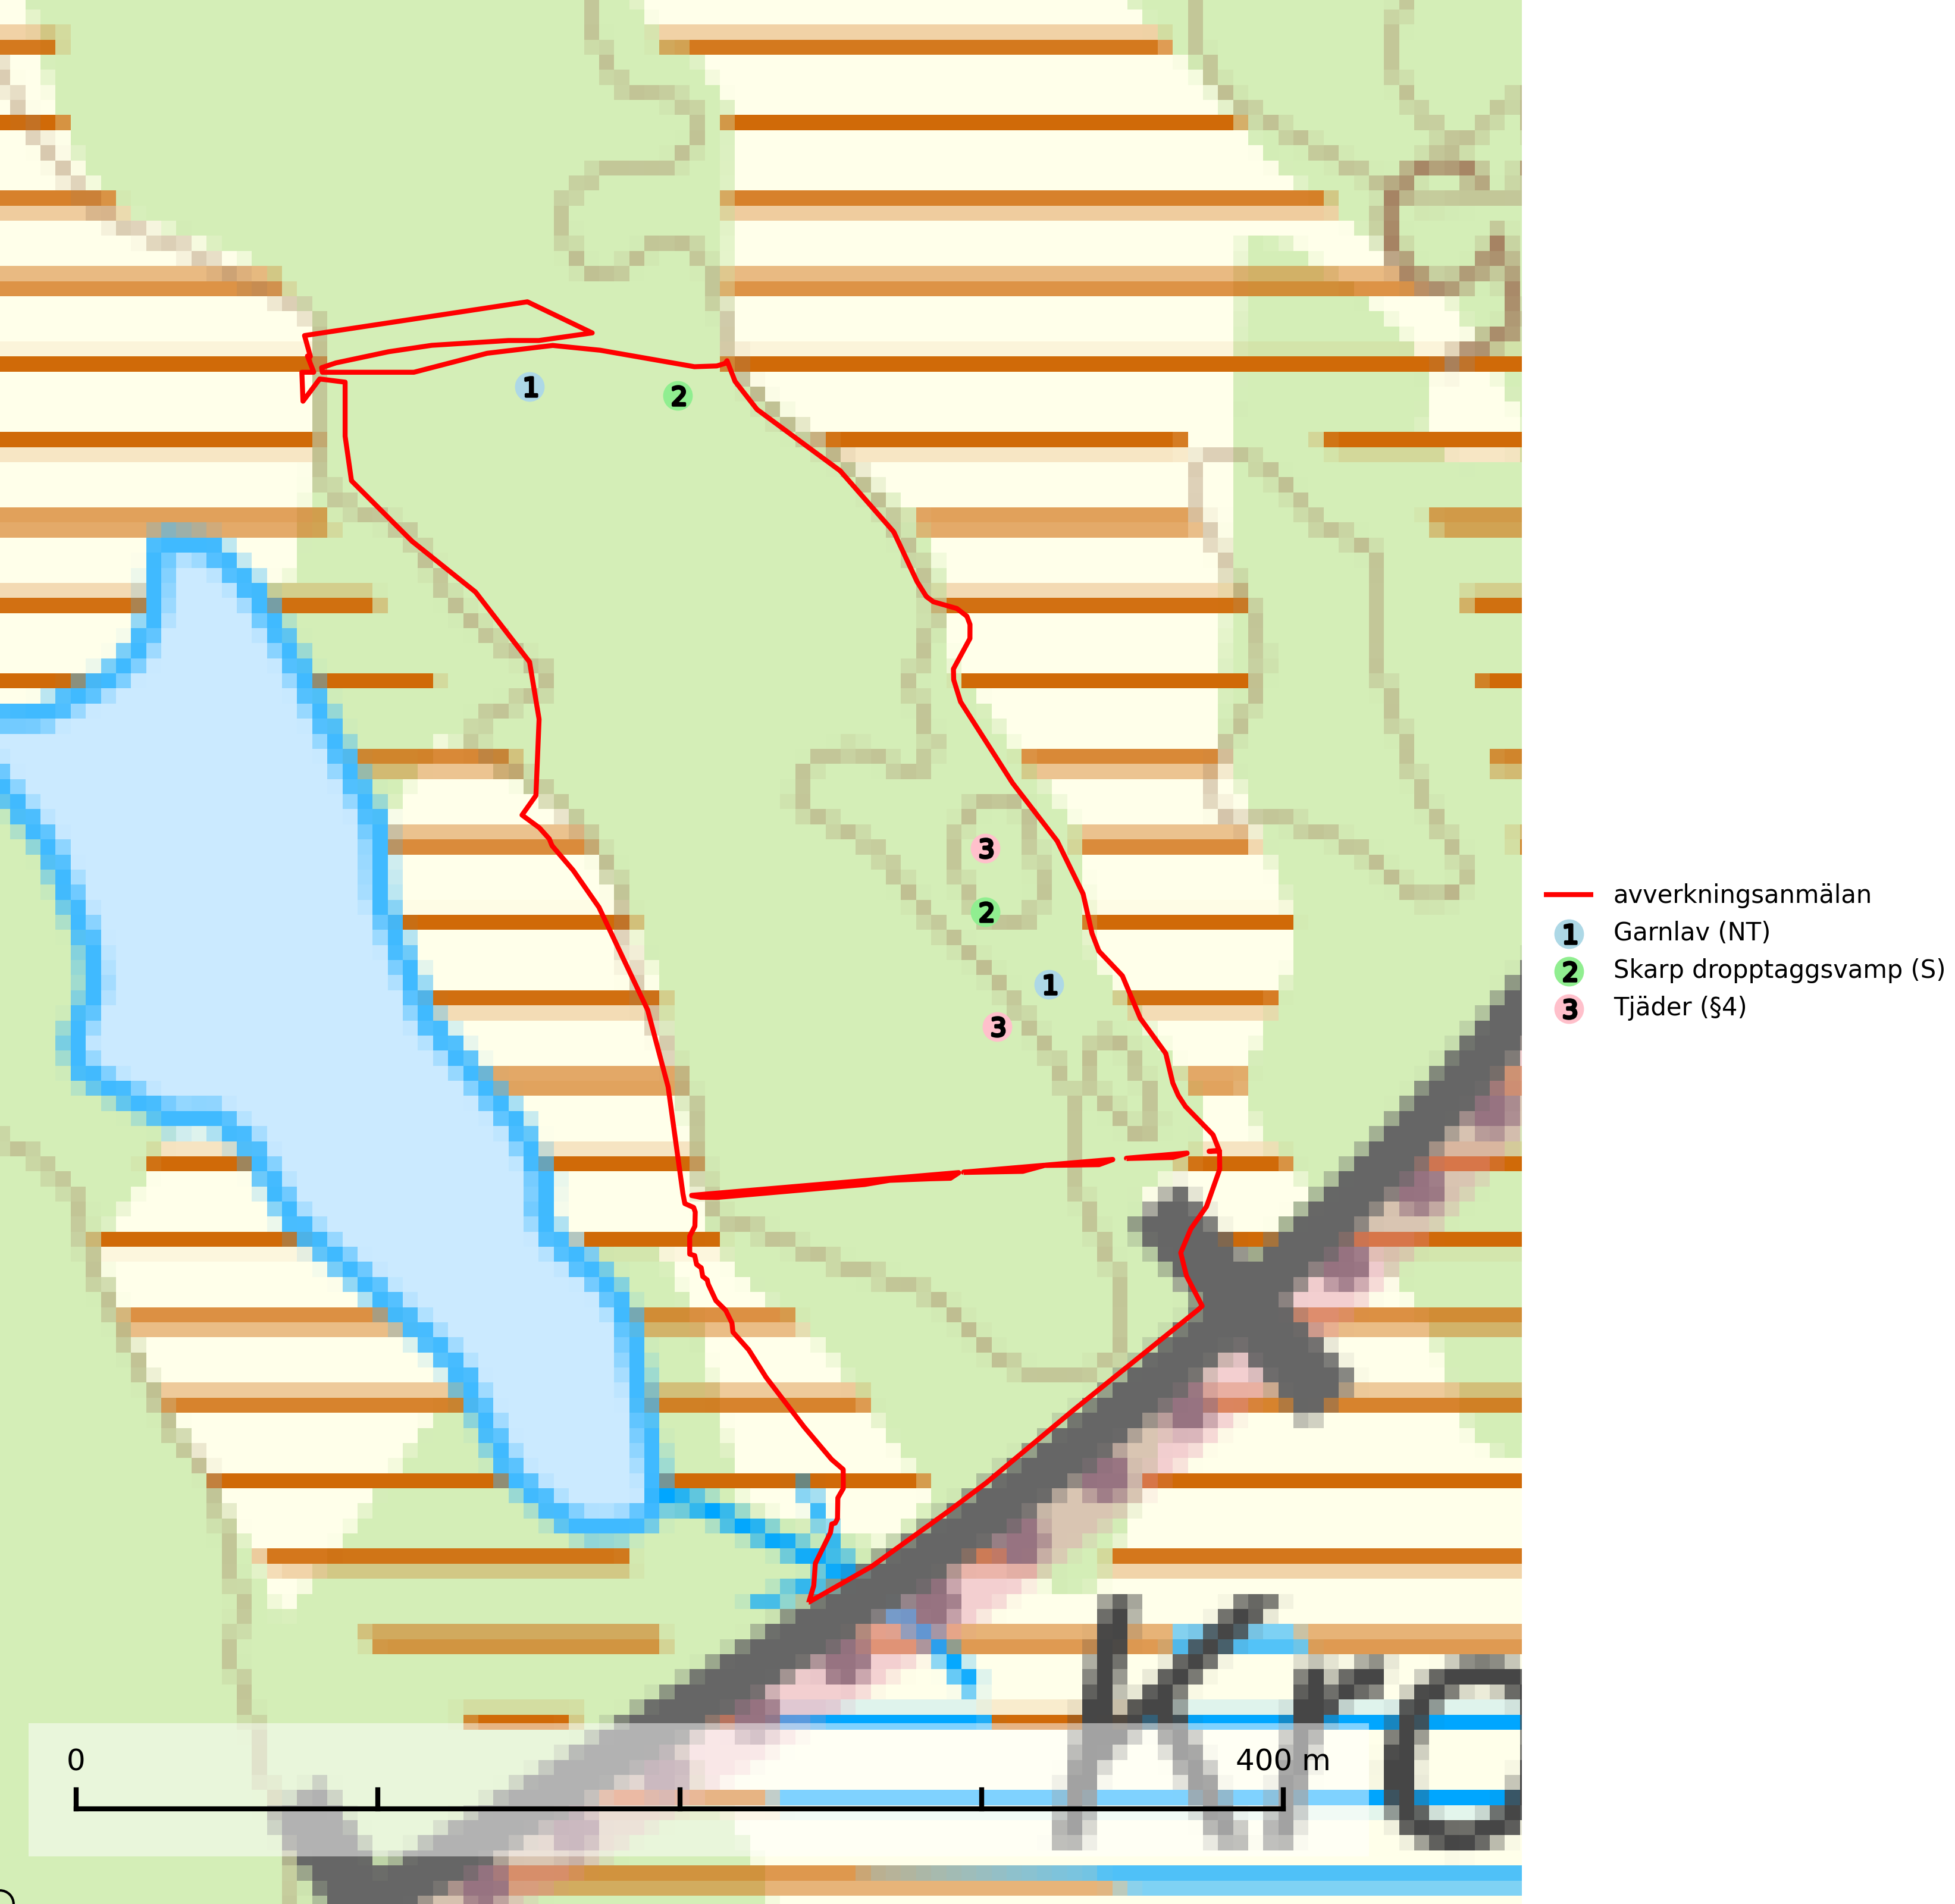 1
2
3
2
1
3
avverkningsanmälan
1 Garnlav (NT)
2 Skarp dropptaggsvamp (S)
3 Tjäder (§4)
0 400 m